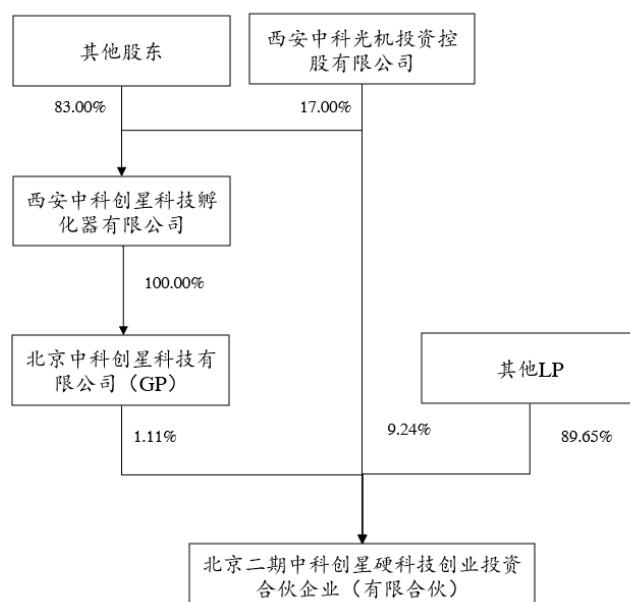 其他股东
西安中科光机投资控
股有限公司
83.00%
17.00%
西安中科创星科技孵
化器有限公司
100.00%
北京中科创星科技有
限公司（GP）
其他LP
1.11%
9.24%
89.65%
北京二期中科创星硬科技创业投资
合伙企业（有限合伙）